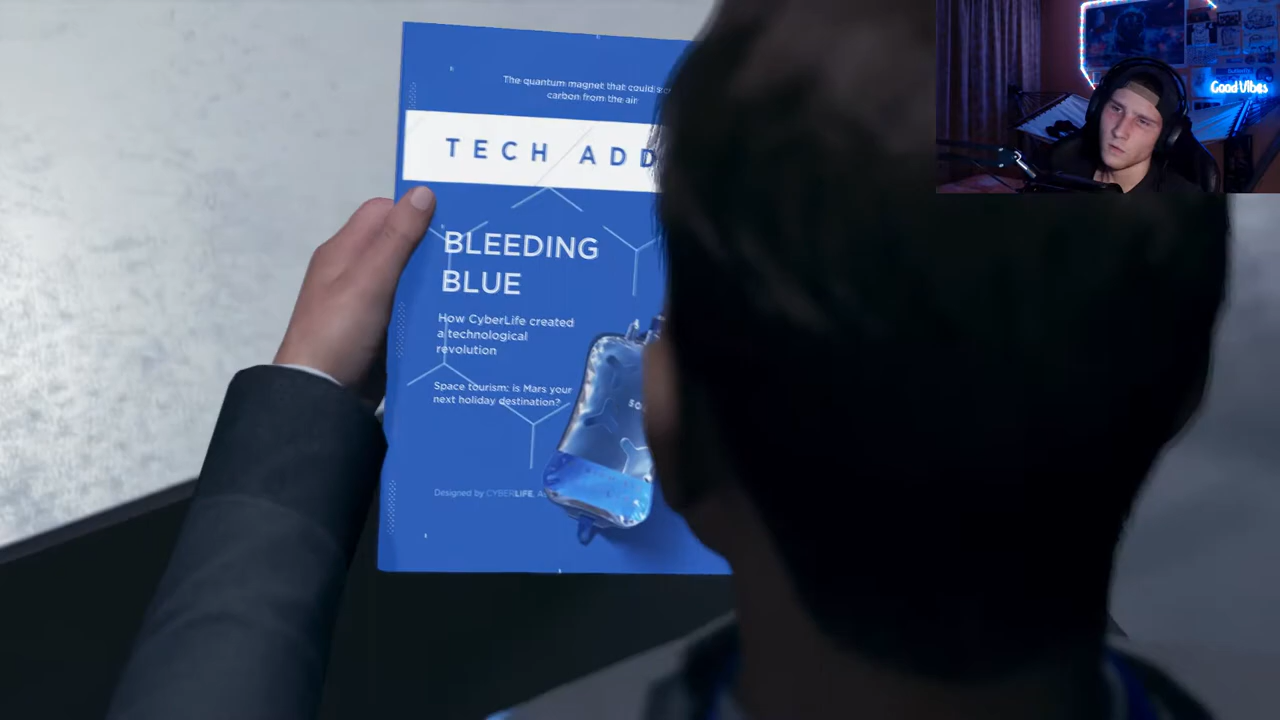 The quantum magnet that could
carbon from the air
TECH ADD
BLEEDING
BLUE
How CyberLife created
a technological
revolution
Space tourism: is Mars your
next holiday destination?
Designed by CYBERLIFE,
Good Vibes